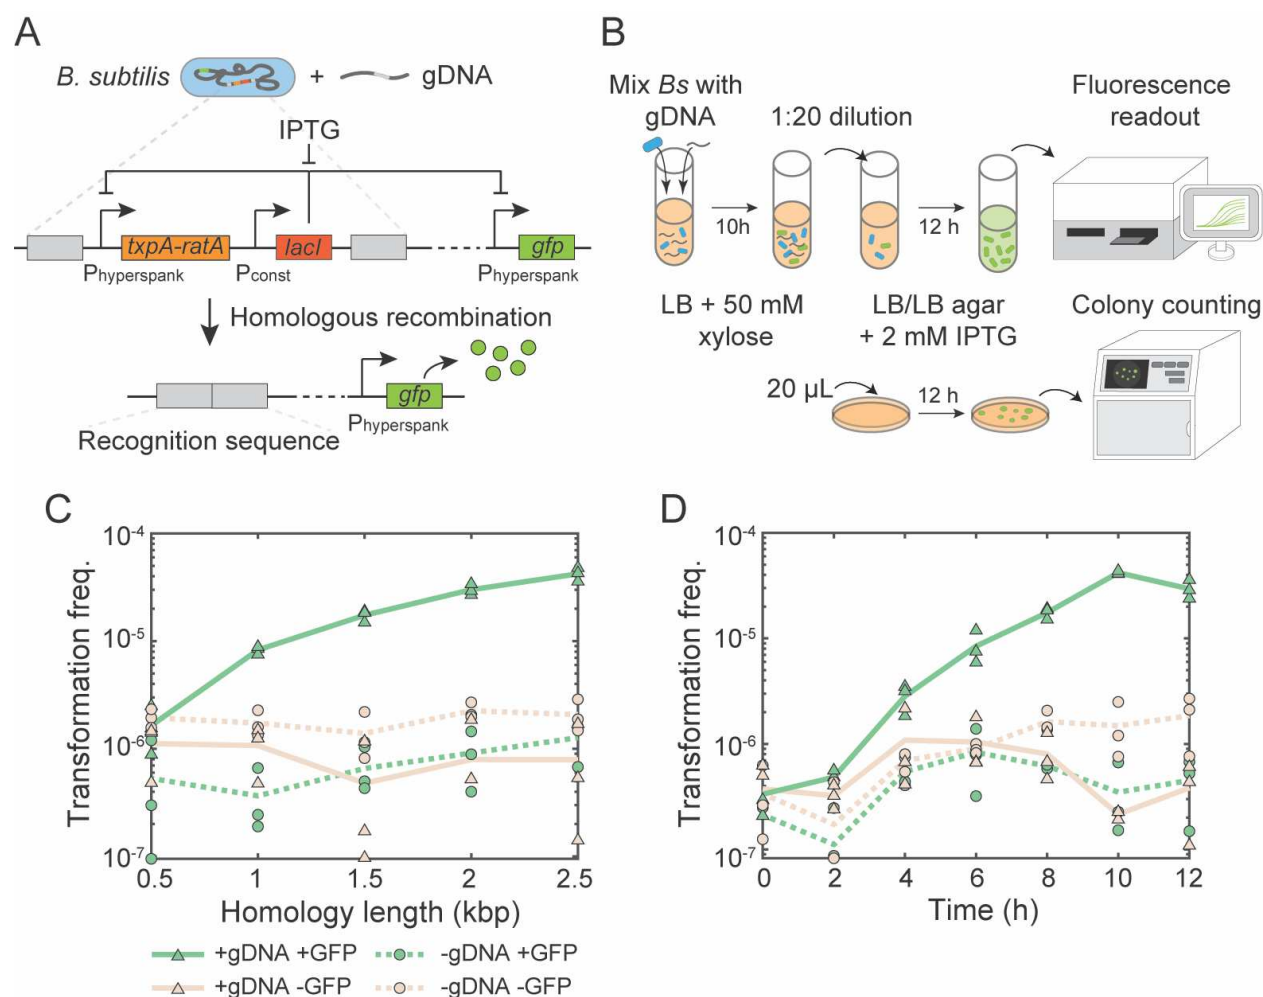 A
B. subtilis + gDNA
IPTG
txpA-ratA
lacI
gfp
Phyperspank
Pconst
Phyperspank
Homologous recombination
gfp
Phyperspank
Recognition sequence
B
Mix Bs with
gDNA
1:20 dilution
Fluorescence
readout
10h
12 h
LB + 50 mM
xylose
LB/LB agar
+ 2 mM IPTG
Colony counting
20 µL
12 h
C
Transformation freq.
10-4
10-5
10-6
10-7
0.5 1 1.5 2 2.5
Homology length (kbp)
D
Transformation freq.
10-4
10-5
10-6
10-7
0 2 4 6 8 10 12
Time (h)
+gDNA +GFP
-gDNA +GFP
+gDNA -GFP
-gDNA -GFP